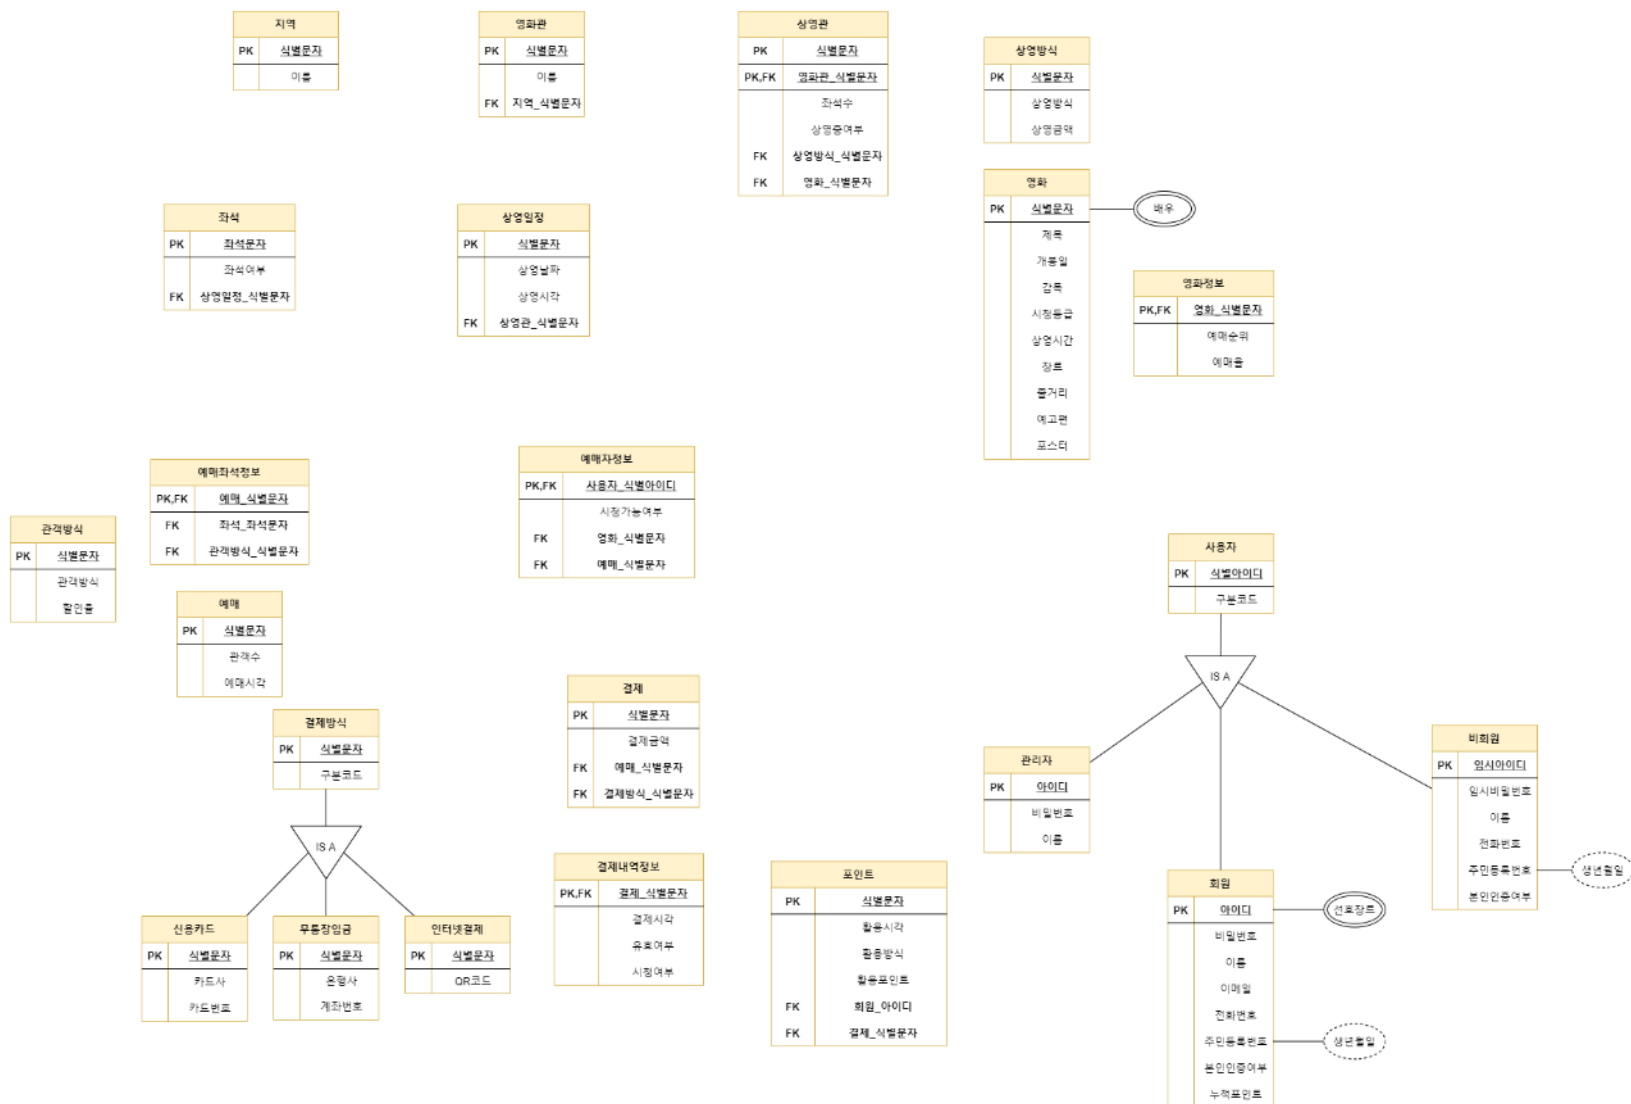 지역
PK 식별문자
이름
영화관
PK 식별문자
이름
FK 지역_식별문자
상영관
PK 식별문자
PK,FK 영화관_식별문자
좌석수
상영중여부
FK 상영방식_식별문자
FK 영화_식별문자
상영방식
PK 식별문자
상영방식
상영금액
좌석
PK 좌석문자
좌석여부
FK 상영일정_식별문자
상영일정
PK 식별문자
상영날짜
상영시각
FK 상영관_식별문자
영화
PK 식별문자
제목
개봉일
감독
시청등급
상영시간
장르
줄거리
예고편
포스터
배우
영화정보
PK,FK 영화_식별문자
예매순위
예매율
관객방식
PK 식별문자
관객방식
할인율
예매좌석정보
PK,FK 예매_식별문자
FK 좌석_좌석문자
FK 관객방식_식별문자
예매자정보
PK,FK 사용자_식별아이디
시청가능여부
FK 영화_식별문자
FK 예매_식별문자
예매
PK 식별문자
관객수
예매시각
사용자
PK 식별아이디
구분코드
IS A
결제방식
PK 식별문자
구분코드
IS A
결제
PK 식별문자
결제금액
FK 예매_식별문자
FK 결제방식_식별문자
관리자
PK 아이디
비밀번호
이름
비회원
PK 임시아이디
임시비밀번호
이름
전화번호
주민등록번호
본인인증여부
생년월일
신용카드
PK 식별문자
카드사
카드번호
무통장입금
PK 식별문자
은행사
계좌번호
인터넷결제
PK 식별문자
QR코드
결제내역정보
PK,FK 결제_식별문자
결제시각
유효여부
시청여부
포인트
PK 식별문자
활용시각
활용방식
활용포인트
FK 회원_아이디
FK 결제_식별문자
회원
PK 아이디
비밀번호
이름
이메일
전화번호
주민등록번호
본인인증여부
누적포인트
선호장르
생년월일